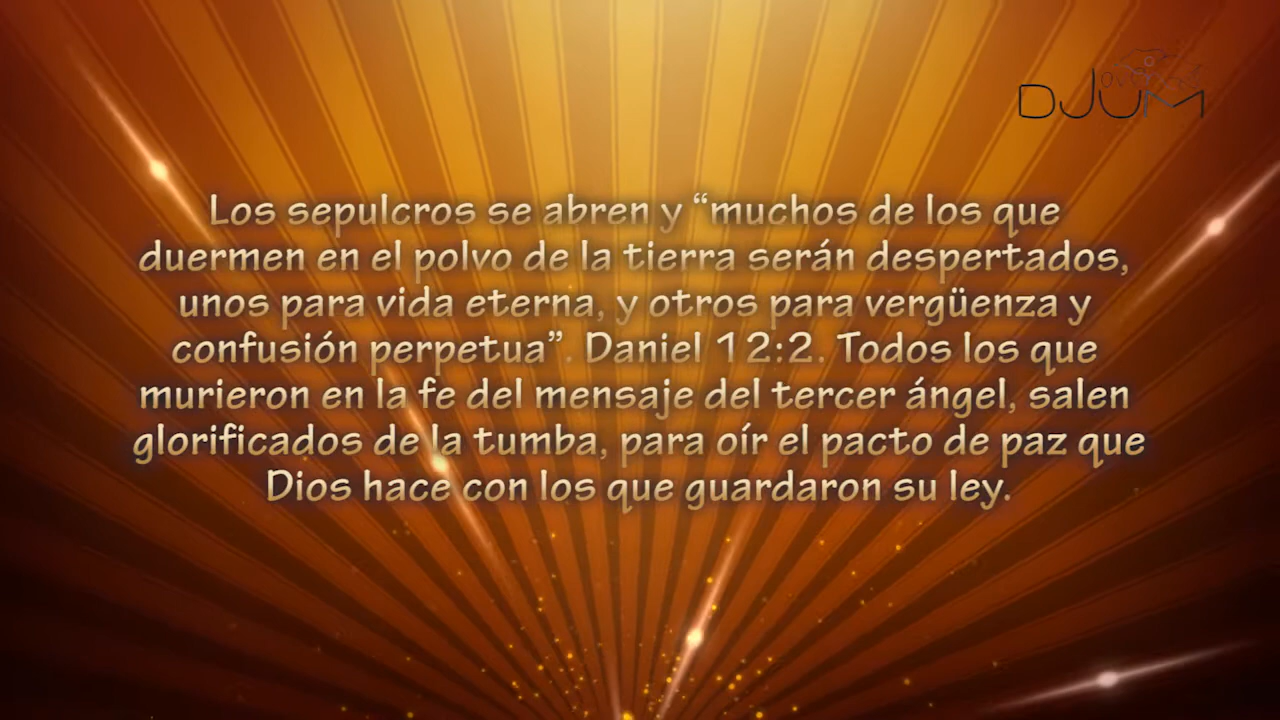 DJUM
Los sepulcros se abren y “muchos de los que
duermen en el polvo de la tierra serán despertados,
unos para vida eterna, y otros para vergüenza y
confusión perpetua”. Daniel 12:2. Todos los que
murieron en la fe del mensaje del tercer ángel, salen
glorificados de la tumba, para oír el pacto de paz que
Dios hace con los que guardaron su ley.